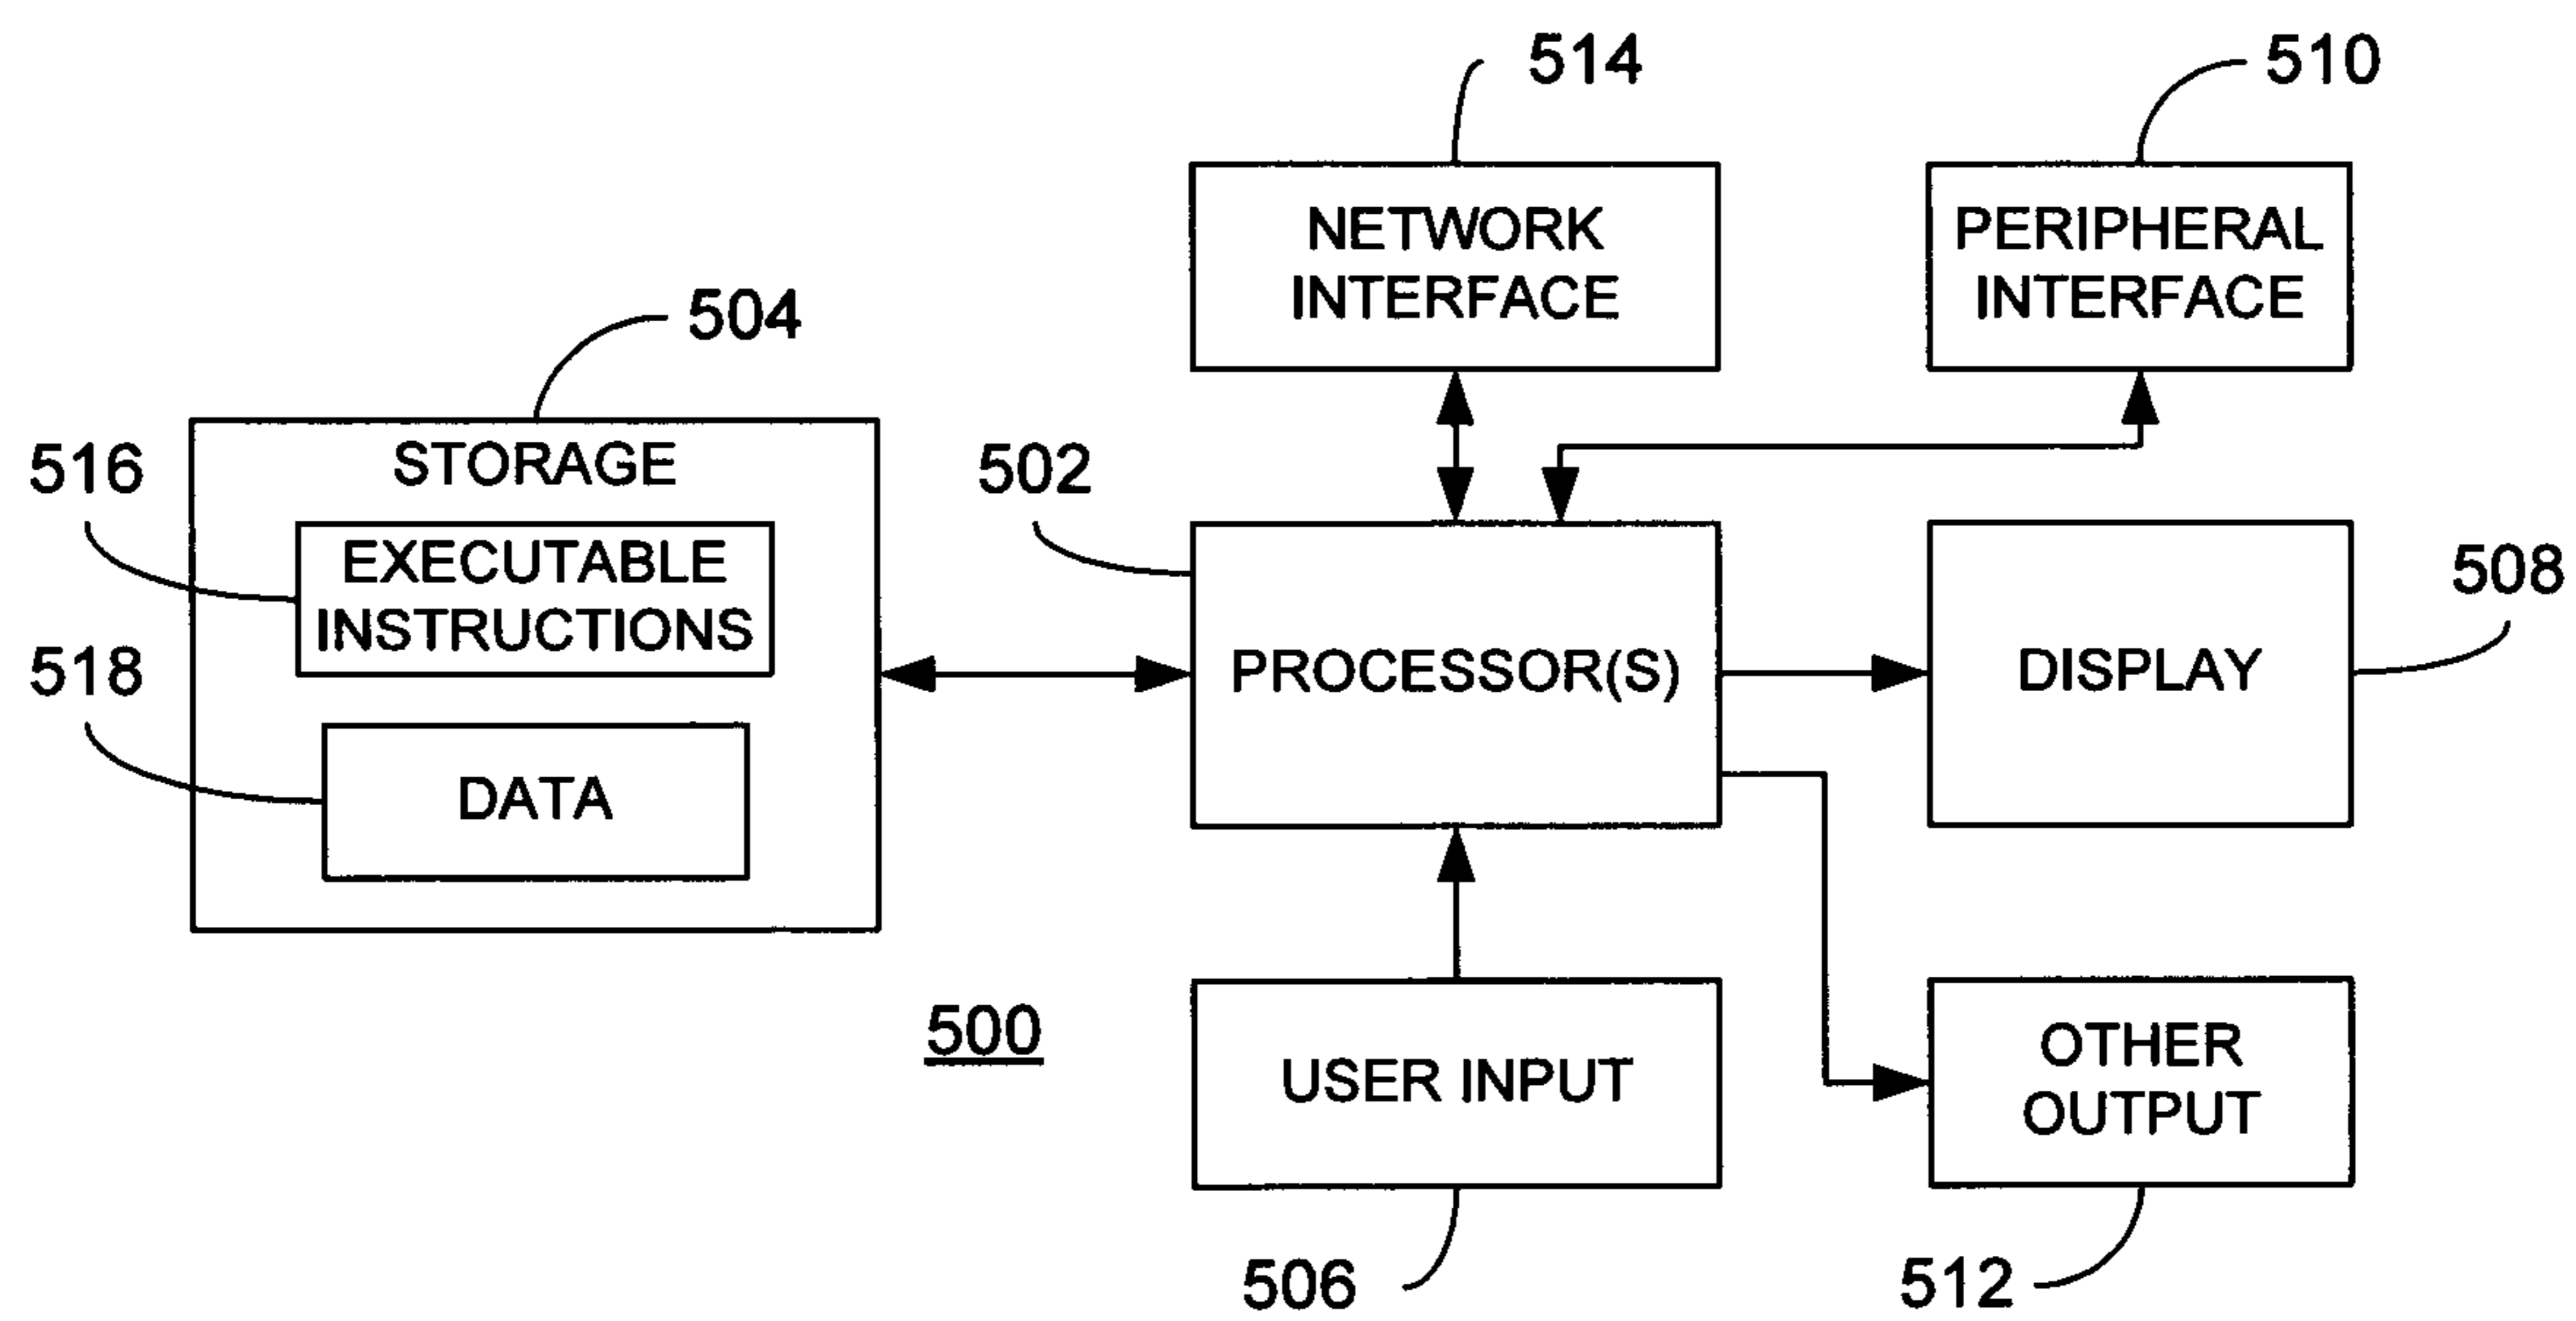 514
510
NETWORK
INTERFACE
PERIPHERAL
INTERFACE
504
STORAGE
516
EXECUTABLE
INSTRUCTIONS
518
DATA
502
PROCESSOR(S)
508
DISPLAY
500
USER INPUT
OTHER
OUTPUT
506
512